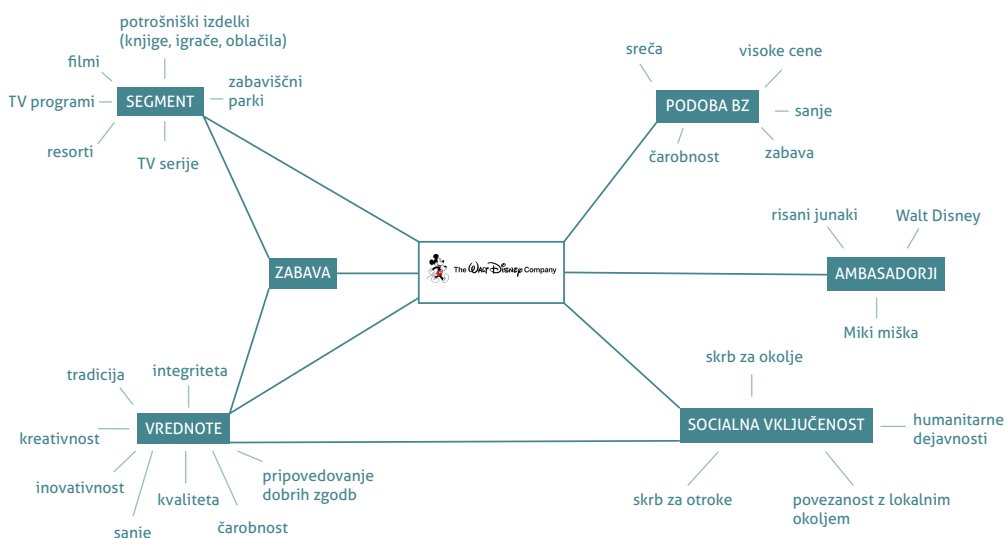 potrošniški izdelki
(knjige, igrače, oblačila)
filmi
zabaviščni
parki
TV programi
SEGMENT
resorti
TV serije
sreča
visoke cene
PODOBA BZ
sanje
čarobnost
zabava
risani junaki
Walt Disney
ZABAVA
The WALT DISNEY Company
AMBASADORJI
Miki miška
skrb za okolje
tradicija
integriteta
kreativnost
VREDNOTE
SOCIALNA VKLJUČENOST
humanitarne
dejavnosti
inovativnost
kvaliteta
pripovedovanje
dobrih zgodb
sanje
čarobnost
skrb za otroke
povezanost z lokalnim
okoljem